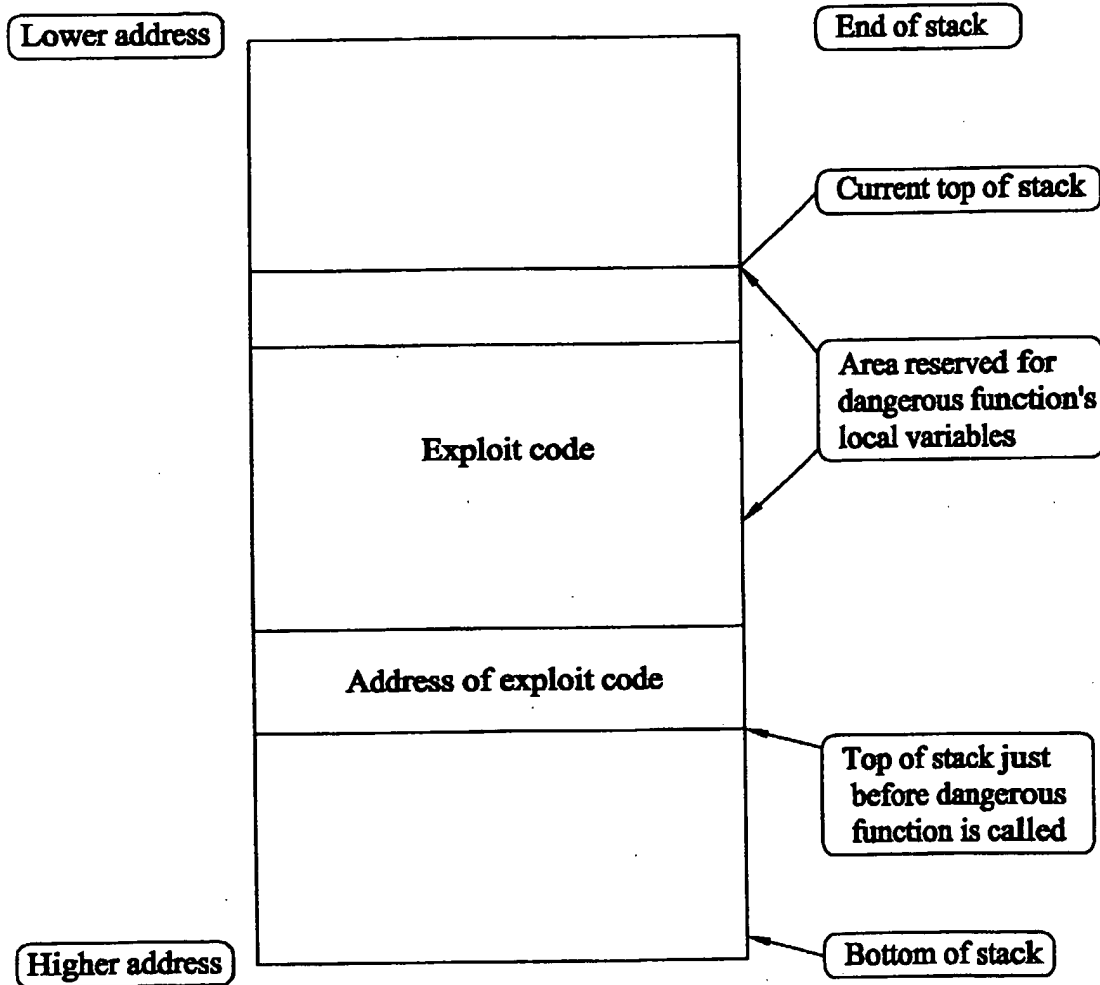 Lower address
End of stack
Current top of stack
Area reserved for
dangerous function's
local variables
Exploit code
Address of exploit code
Top of stack just
before dangerous
function is called
Higher address
Bottom of stack